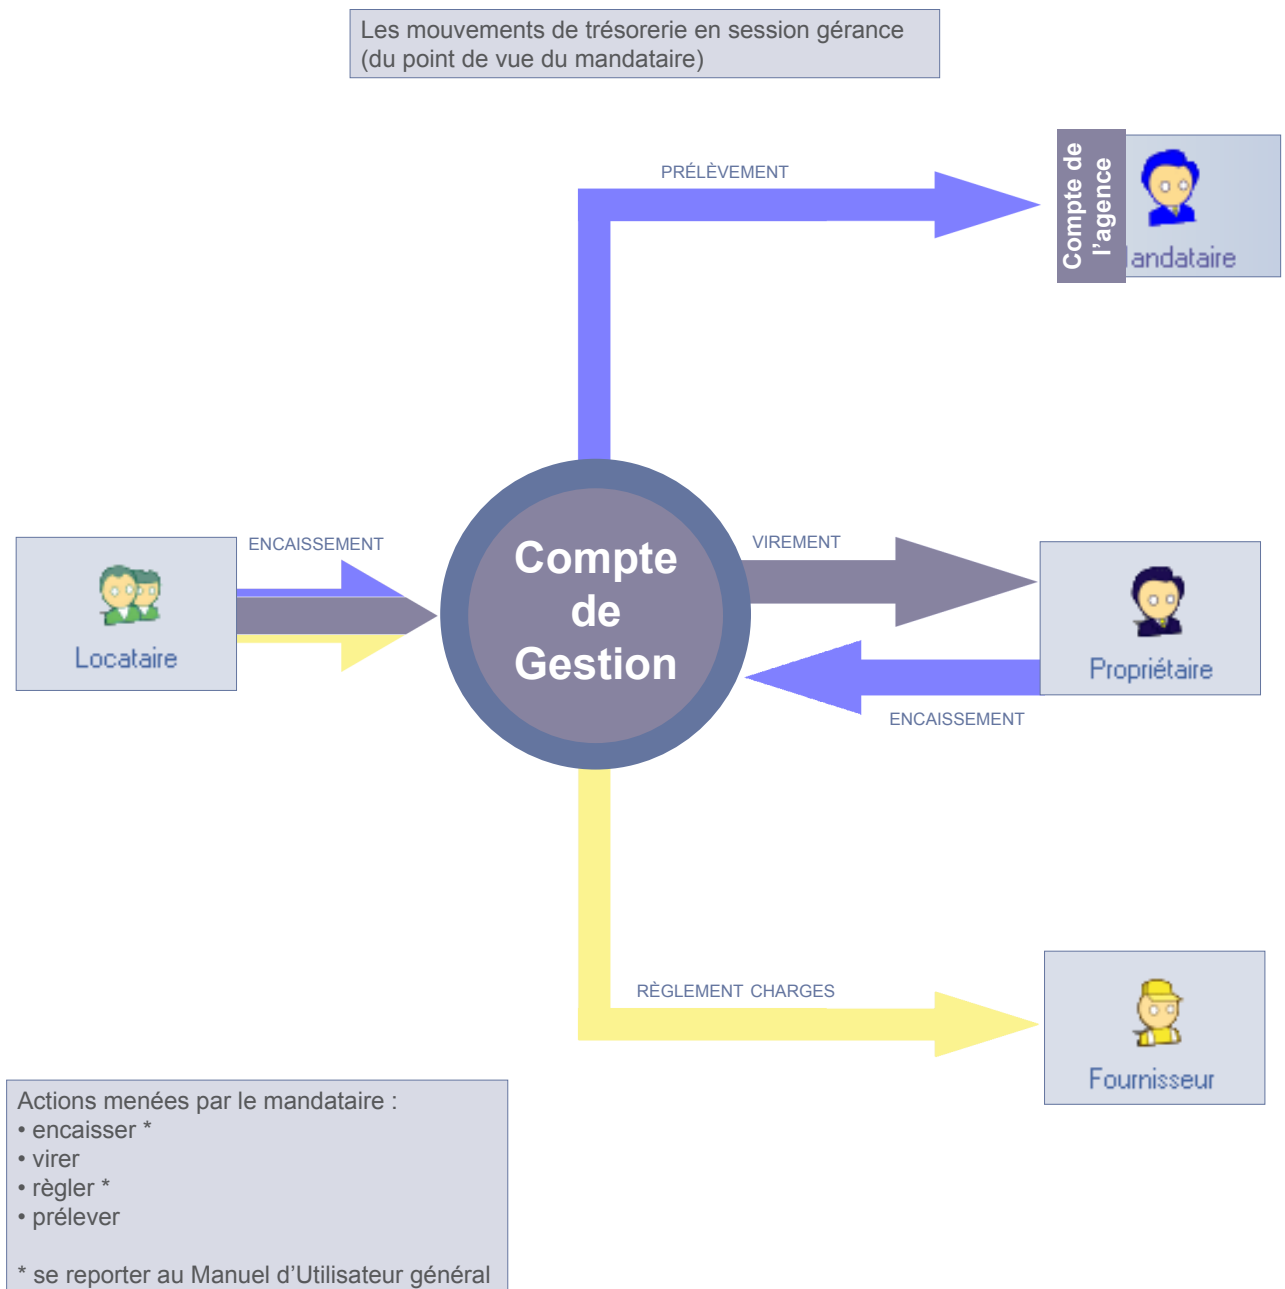 Les mouvements de trésorerie en session gérance
(du point de vue du mandataire)
PRÉLÈVEMENT
Compte de
l’agence
andataire
ENCAISSEMENT
Locataire
Compte
de
Gestion
VIREMENT
Propriétaire
ENCAISSEMENT
RÈGLEMENT CHARGES
Fournisseur
Actions menées par le mandataire :
• encaisser *
• virer
• règler *
• prélever
* se reporter au Manuel d’Utilisateur général